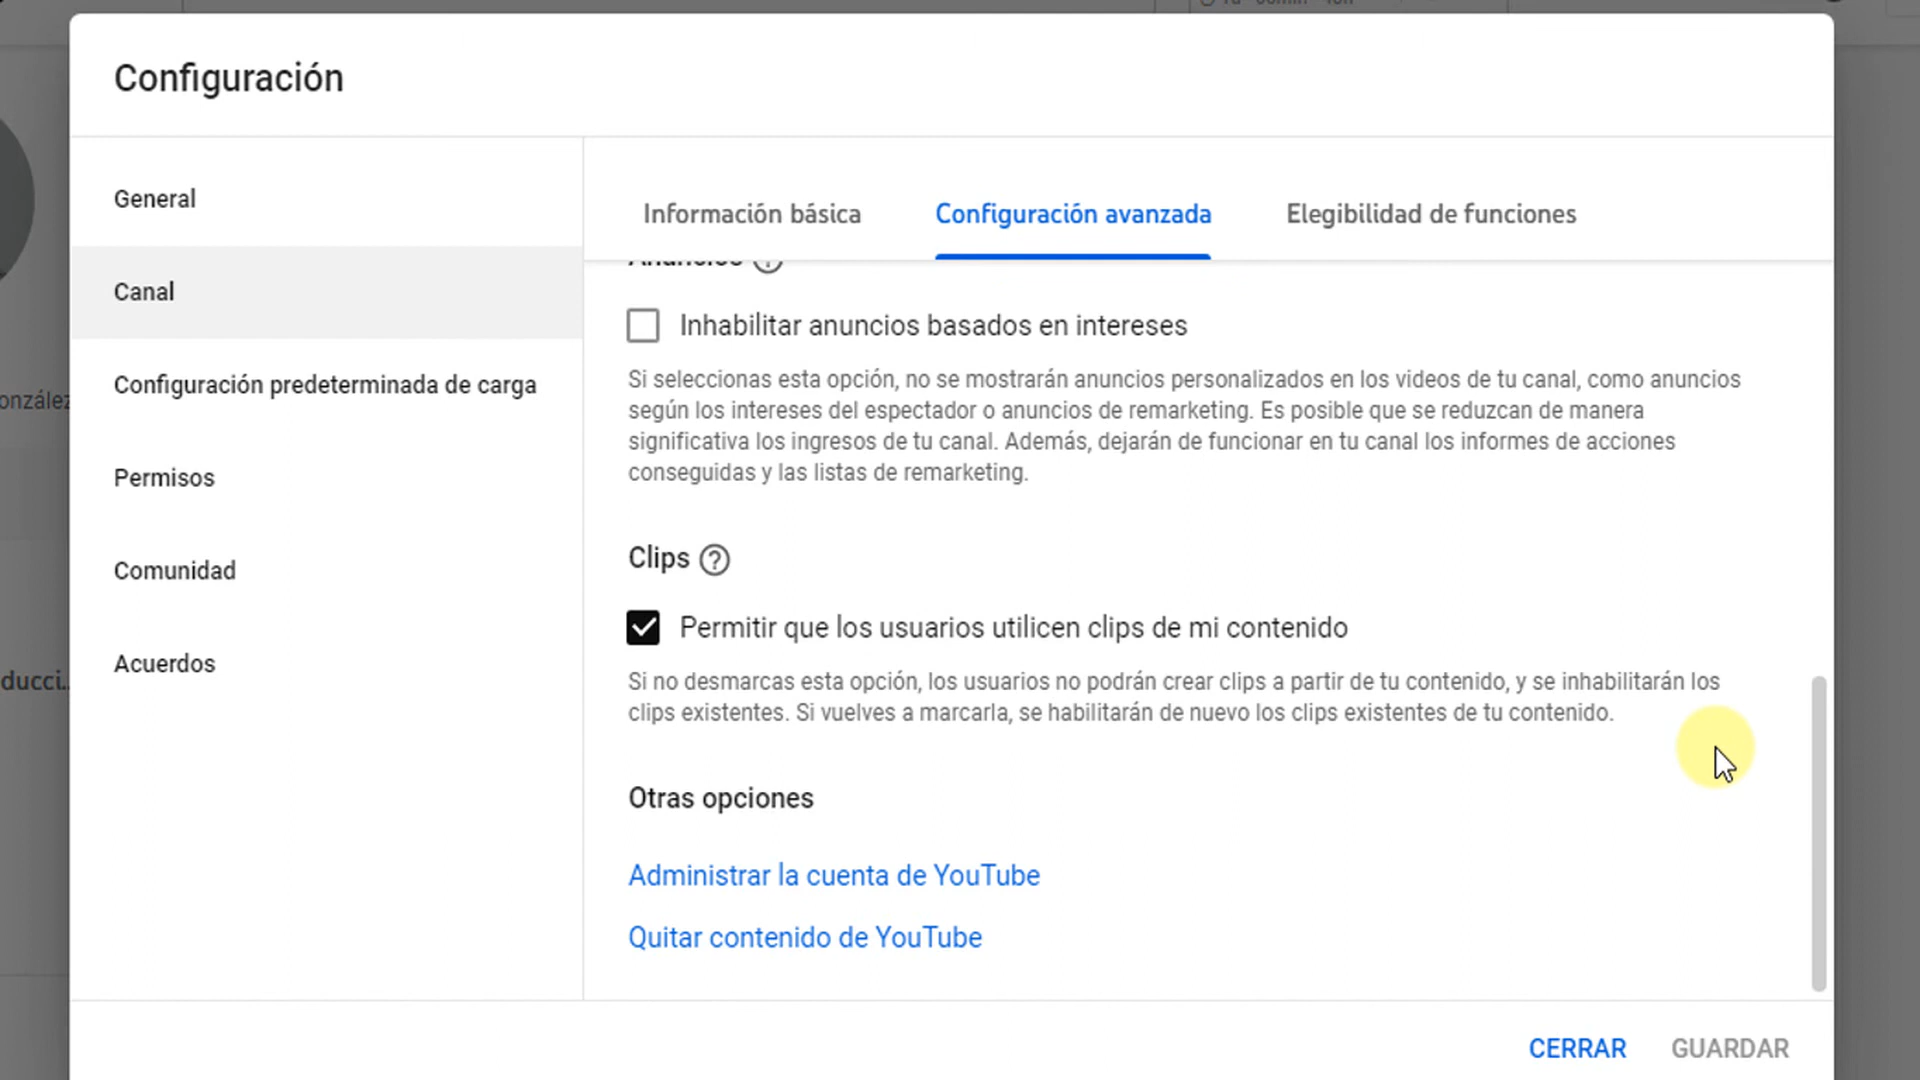 Configuración
General
Canal
Configuración predeterminada de carga
Permisos
Comunidad
Acuerdos
Información básica
Configuración avanzada
Elegibilidad de funciones
Anuncios
Inhabilitar anuncios basados en intereses
Si seleccionas esta opción, no se mostrarán anuncios personalizados en los videos de tu canal, como anuncios
según los intereses del espectador o anuncios de remarketing. Es posible que se reduzcan de manera
significativa los ingresos de tu canal. Además, dejarán de funcionar en tu canal los informes de acciones
conseguidas y las listas de remarketing.
Clips ?
Permitir que los usuarios utilicen clips de mi contenido
Si no desmarcas esta opción, los usuarios no podrán crear clips a partir de tu contenido, y se inhabilitarán los
clips existentes. Si vuelves a marcarla, se habilitarán de nuevo los clips existentes de tu contenido.
Otras opciones
Administrar la cuenta de YouTube
Quitar contenido de YouTube
CERRAR
GUARDAR
onzález
ducci...